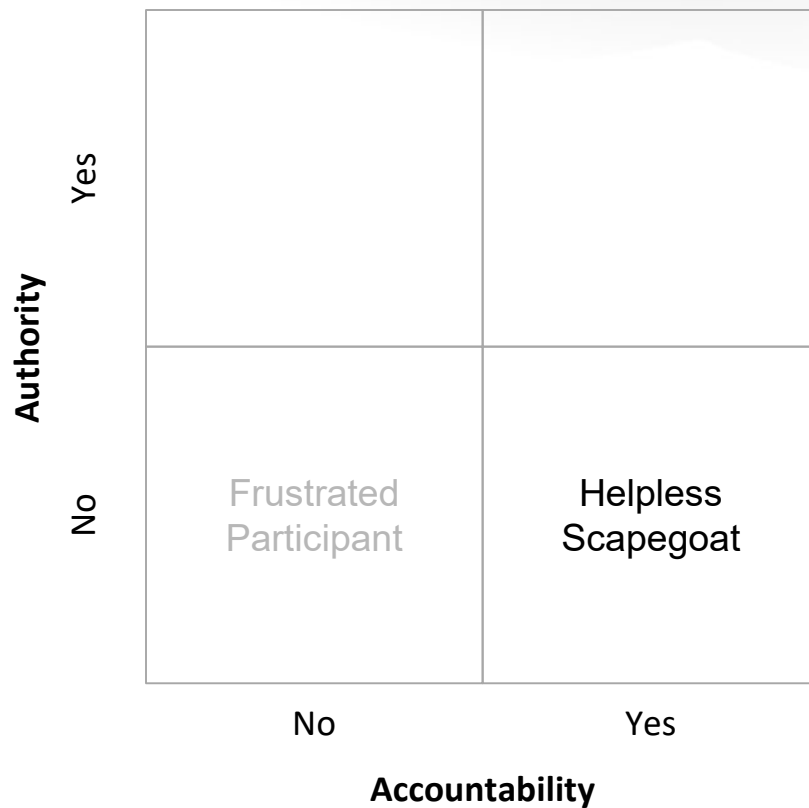 Yes
Authority
No
Frustrated
Participant
Helpless
Scapegoat
No
Yes
Accountability